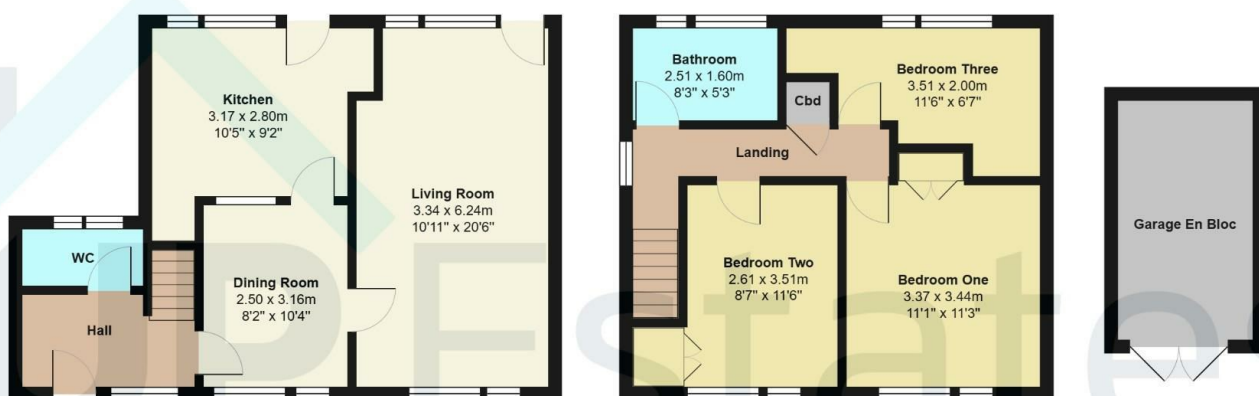 Kitchen
3.17 x 2.80m
10'5" x 9'2"
Living Room
3.34 x 6.24m
10'11" x 20'6"
WC
Hall
Dining Room
2.50 x 3.16m
8'2" x 10'4"
Bathroom
2.51 x 1.60m
8'3" x 5'3"
Cbd
Bedroom Three
3.51 x 2.00m
11'6" x 6'7"
Landing
Bedroom Two
2.61 x 3.51m
8'7" x 11'6"
Bedroom One
3.37 x 3.44m
11'1" x 11'3"
Garage En Bloc
Estates